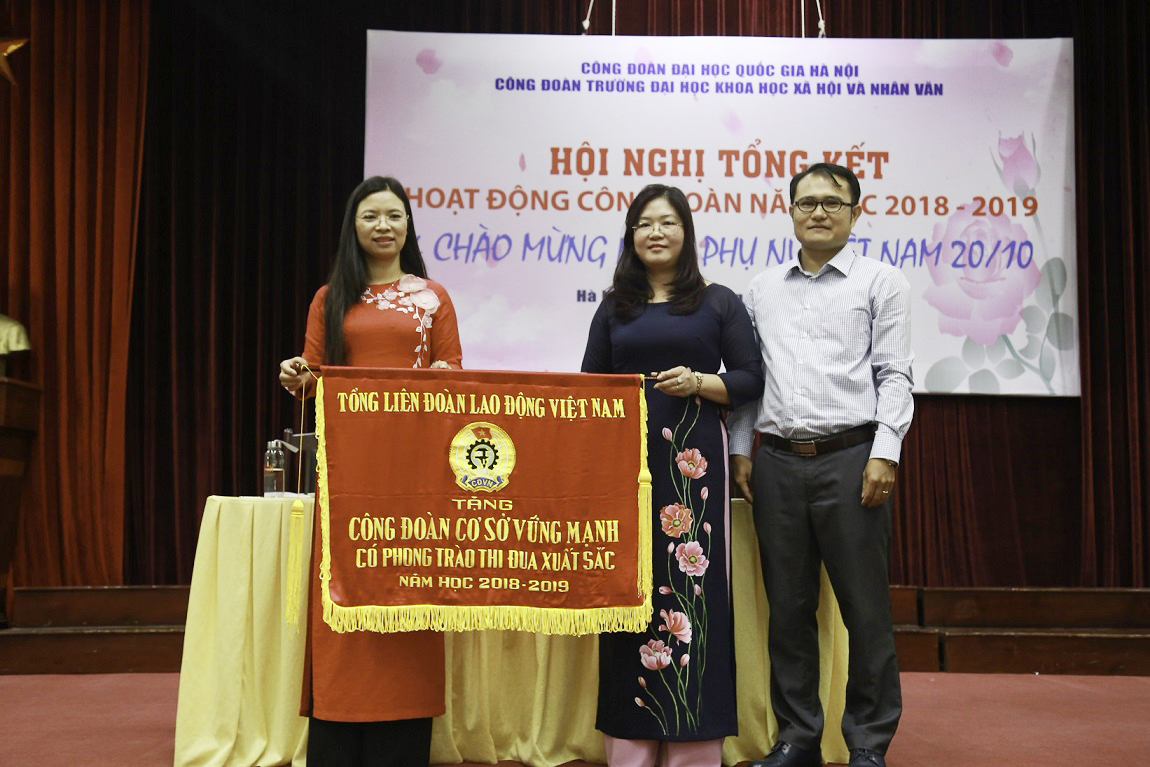 CÔNG ĐOÀN ĐẠI HỌC QUỐC GIA HÀ NỘI
CÔNG ĐOÀN TRƯỜNG ĐẠI HỌC KHOA HỌC XÃ HỘI VÀ NHÂN VĂN
HỘI NGHỊ TỔNG KẾT
HOẠT ĐỘNG CÔNG ĐOÀN NĂM HỌC 2018 - 2019
CHÀO MỪNG PHỤ NỮ VIỆT NAM 20/10
Hà
TỔNG LIÊN ĐOÀN LAO ĐỘNG VIỆT NAM
CĐVN
TẶNG
CÔNG ĐOÀN CƠ SỞ VỮNG MẠNH
CÓ PHONG TRÀO THI ĐUA XUẤT SẮC
NĂM HỌC 2018-2019